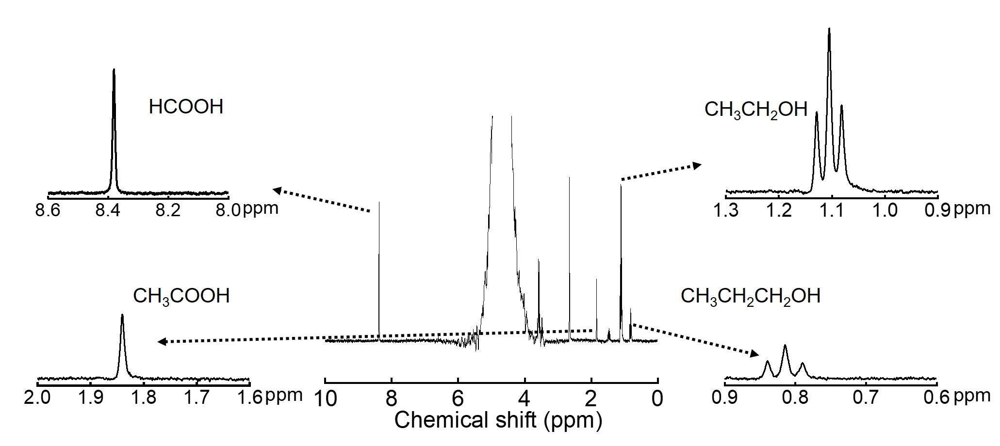 HCOOH
8.6 8.4 8.2 8.0 ppm
CH₃CH₂OH
1.3 1.2 1.1 1.0 0.9 ppm
CH₃COOH
2.0 1.9 1.8 1.7 1.6 ppm
CH₃CH₂CH₂OH
0.9 0.8 0.7 0.6 ppm
10 8 6 4 2 0
Chemical shift (ppm)